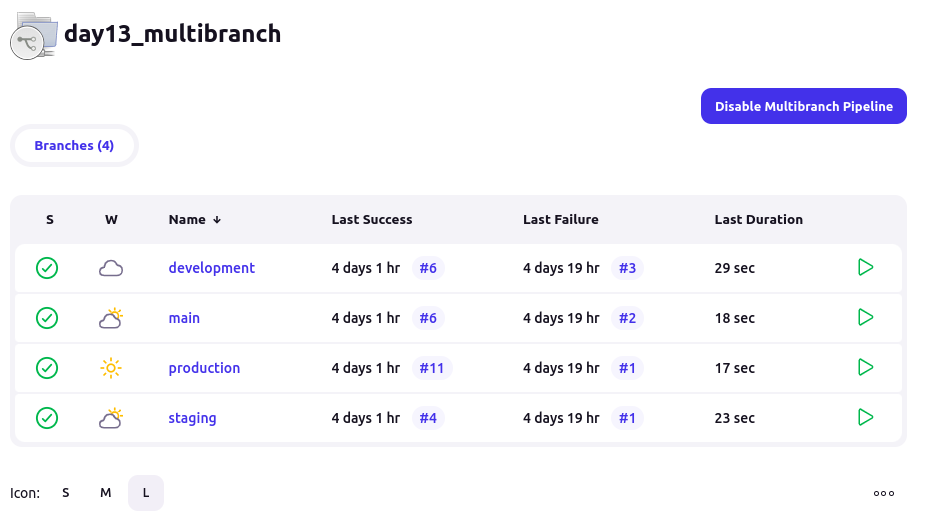 day13_multibranch
Disable Multibranch Pipeline
Branches (4)
S W Name ↓ Last Success Last Failure Last Duration
development 4 days 1 hr #6 4 days 19 hr #3 29 sec
main 4 days 1 hr #6 4 days 19 hr #2 18 sec
production 4 days 1 hr #11 4 days 19 hr #1 17 sec
staging 4 days 1 hr #4 4 days 19 hr #1 23 sec
Icon: S M L